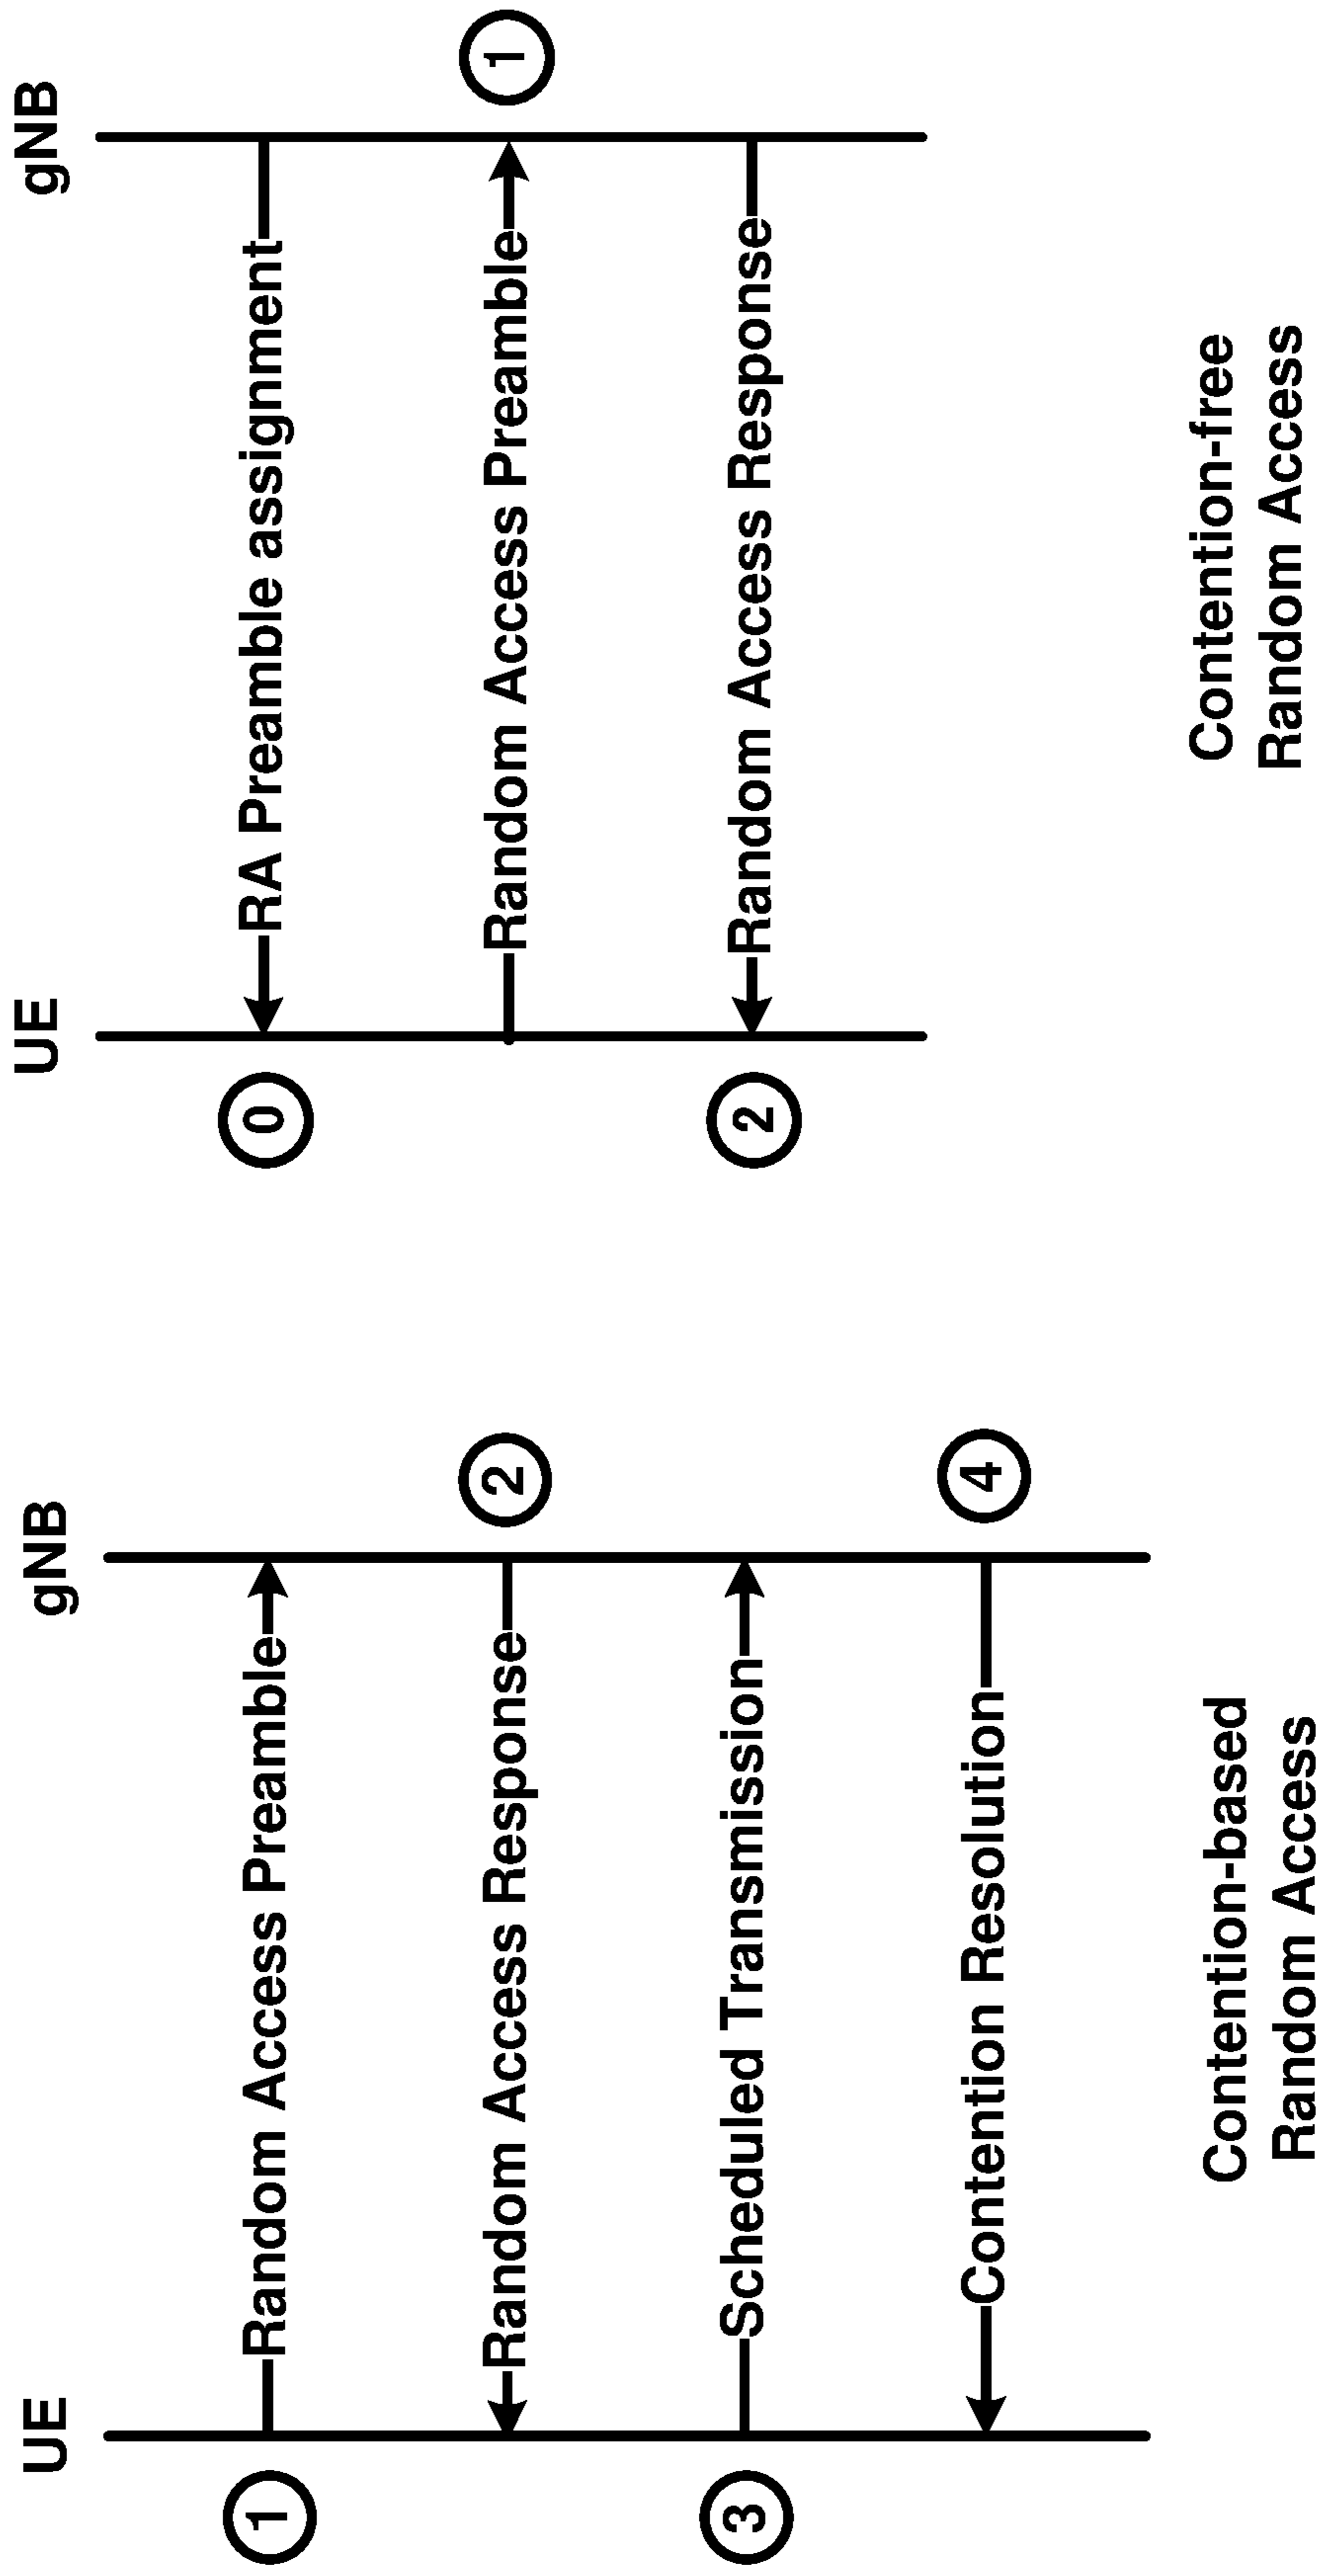 UE
gNB
1
Random Access Preamble
2
Random Access Response
3
Scheduled Transmission
4
Contention Resolution
Contention-based
Random Access
UE
gNB
0
RA Preamble assignment
1
Random Access Preamble
2
Random Access Response
Contention-free
Random Access